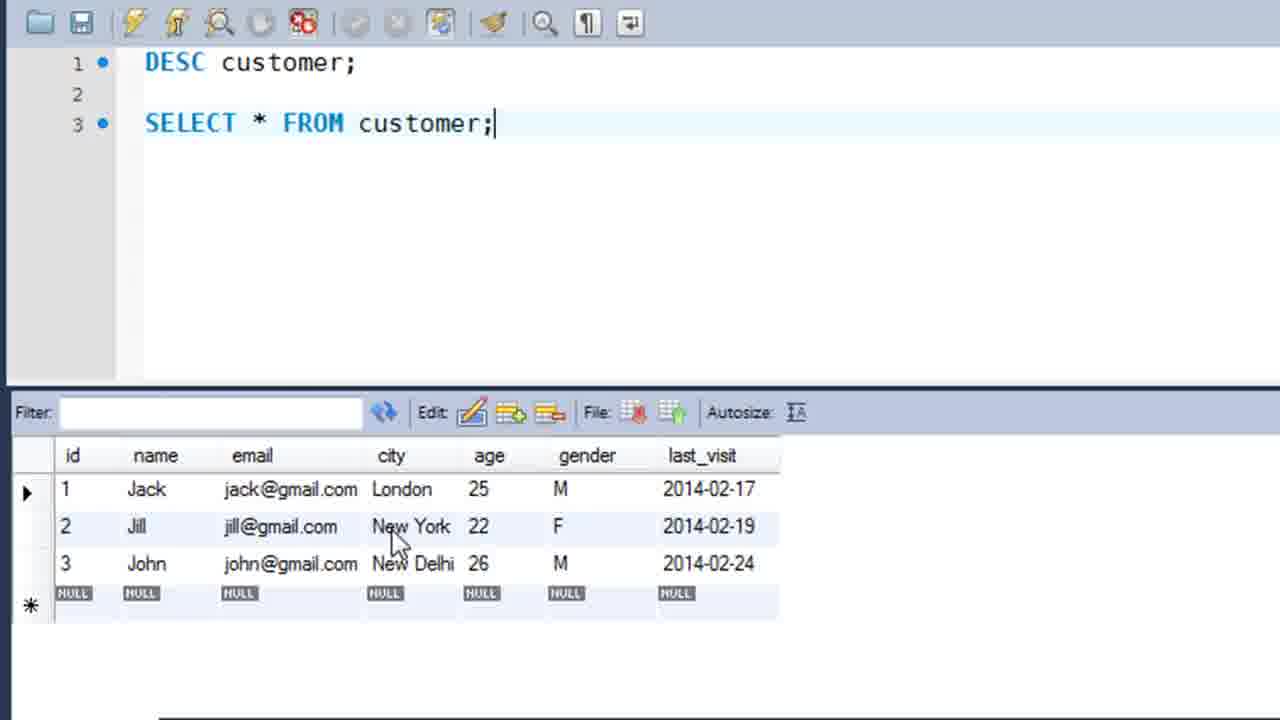 1 DESC customer;
2
3 SELECT * FROM customer;
Filter: Edit: File: Autosize:
id name email city age gender last_visit
1 Jack jack@gmail.com London 25 M 2014-02-17
2 Jill jill@gmail.com New York 22 F 2014-02-19
3 John john@gmail.com New Delhi 26 M 2014-02-24
NULL NULL NULL NULL NULL NULL NULL